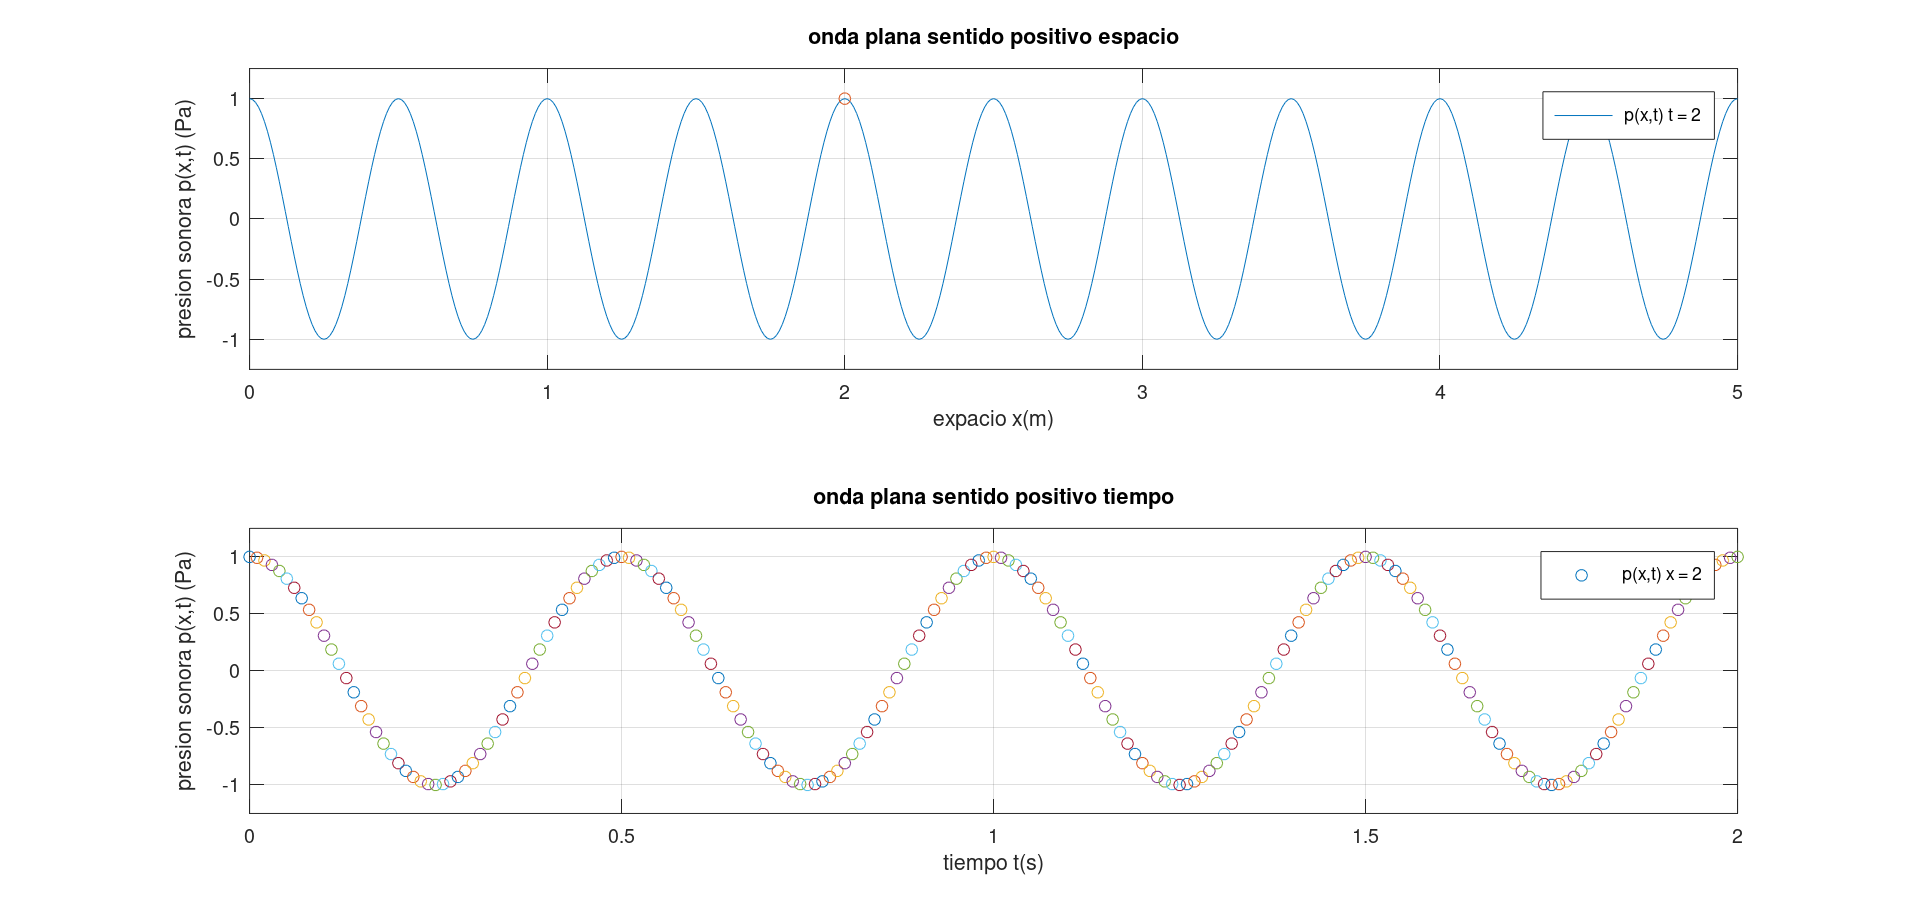 onda plana sentido positivo espacio
presion sonora p(x,t) (Pa)
1
0.5
0
-0.5
-1
p(x,t) t = 2
0 1 2 3 4 5
expacio x(m)
onda plana sentido positivo tiempo
presion sonora p(x,t) (Pa)
1
0.5
0
-0.5
-1
p(x,t) x = 2
0 0.5 1 1.5 2
tiempo t(s)